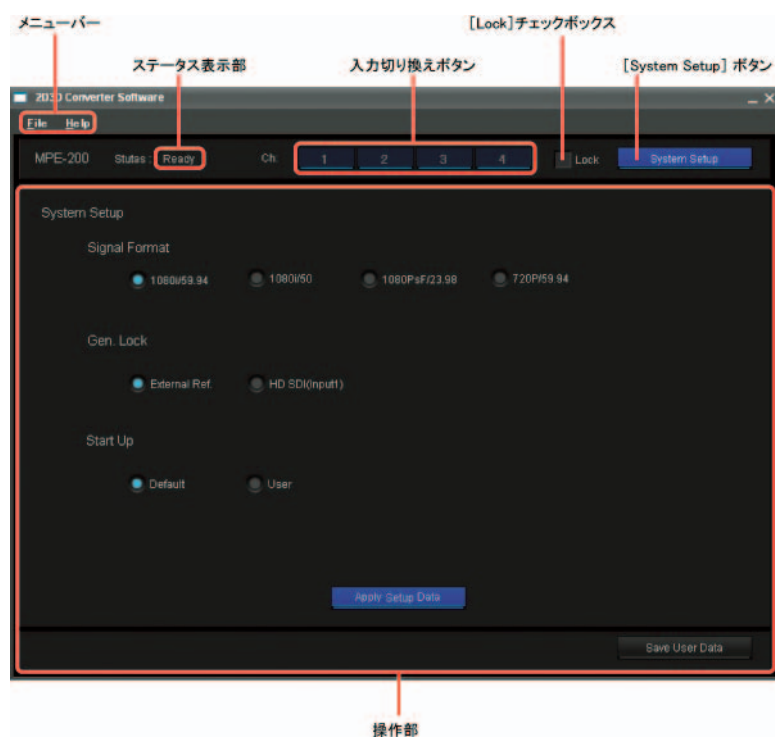 メニューバー
[Lock]チェックボックス
ステータス表示部
入力切り換えボタン
[System Setup] ボタン
2D3D Converter Software
File Help
MPE-200 Stutas : Ready Ch: 1 2 3 4 Lock System Setup
System Setup
Signal Format
1080i/59.94 1080i/50 1080PsF/23.98 720P/59.94
Gen. Lock
External Ref. HD SDI(Input1)
Start Up
Default User
Apply Setup Data
Save User Data
操作部